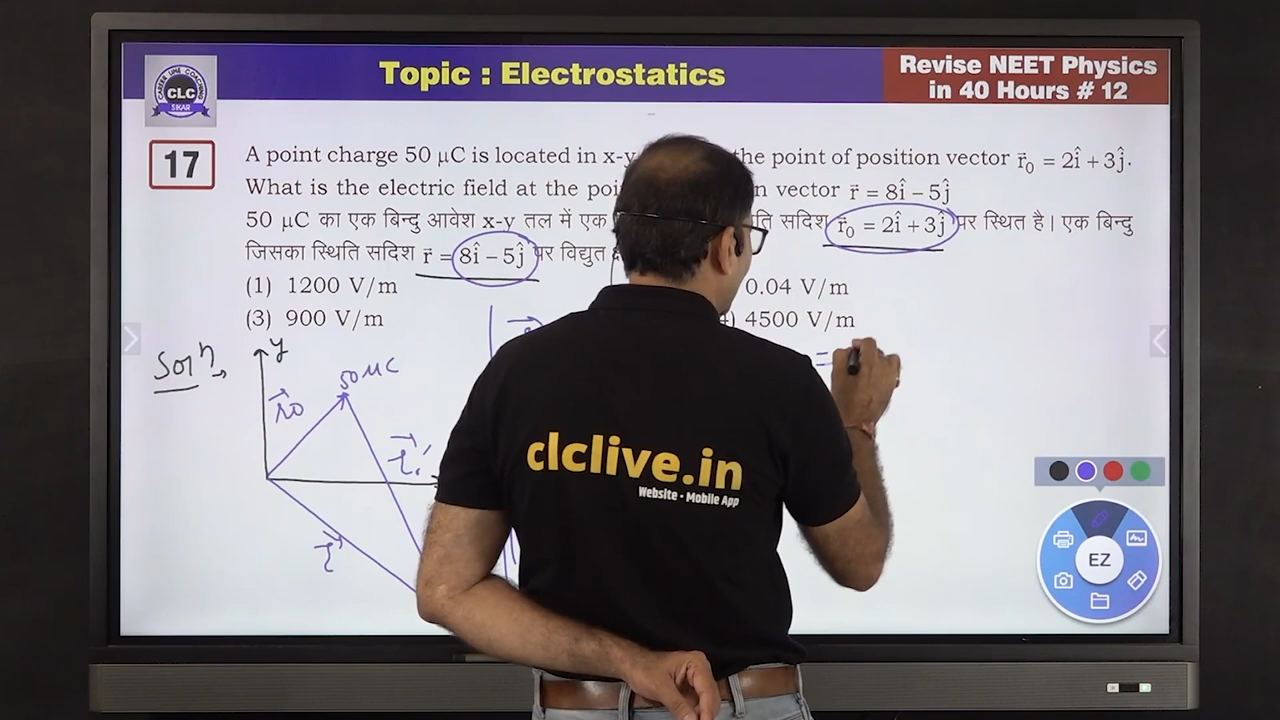 Topic : Electrostatics
Revise NEET Physics
in 40 Hours # 12
CAREER LINE COACHING
CLC
SIKAR
17
A point charge 50 μC is located in x-y the point of position vector r⃗₀ = 2î + 3ĵ.
What is the electric field at the vector r⃗ = 8î − 5ĵ
50 μC का एक बिन्दु आवेश x-y तल में एक सदिश r⃗₀ = 2î + 3ĵ पर स्थित है। एक बिन्दु
जिसका स्थिति सदिश r⃗ = 8î − 5ĵ पर विद्युत
(1) 1200 V/m 0.04 V/m
(3) 900 V/m 4500 V/m
Solⁿ
y
50 μC
r⃗₀
r⃗'
r⃗
=
clclive.in
Website • Mobile App
EZ